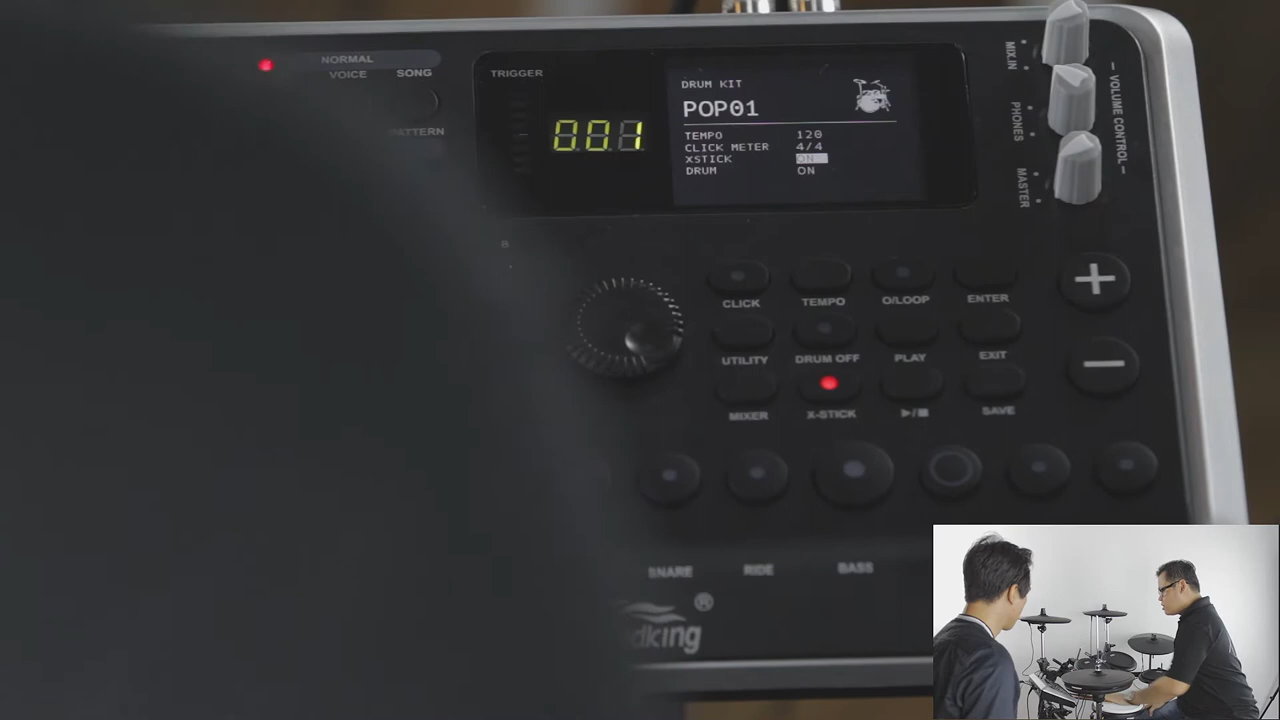 NORMAL
VOICE
SONG
TRIGGER
001
DRUM KIT
POP01
TEMPO 120
CLICK METER 4/4
XSTICK ON
DRUM ON
MIX.IN
PHONES
MASTER
– VOLUME CONTROL –
B
CLICK
TEMPO
O/LOOP
ENTER
+
UTILITY
DRUM OFF
PLAY
EXIT
−
MIXER
X-STICK
►/■
SAVE
SNARE
RIDE
BASS
®